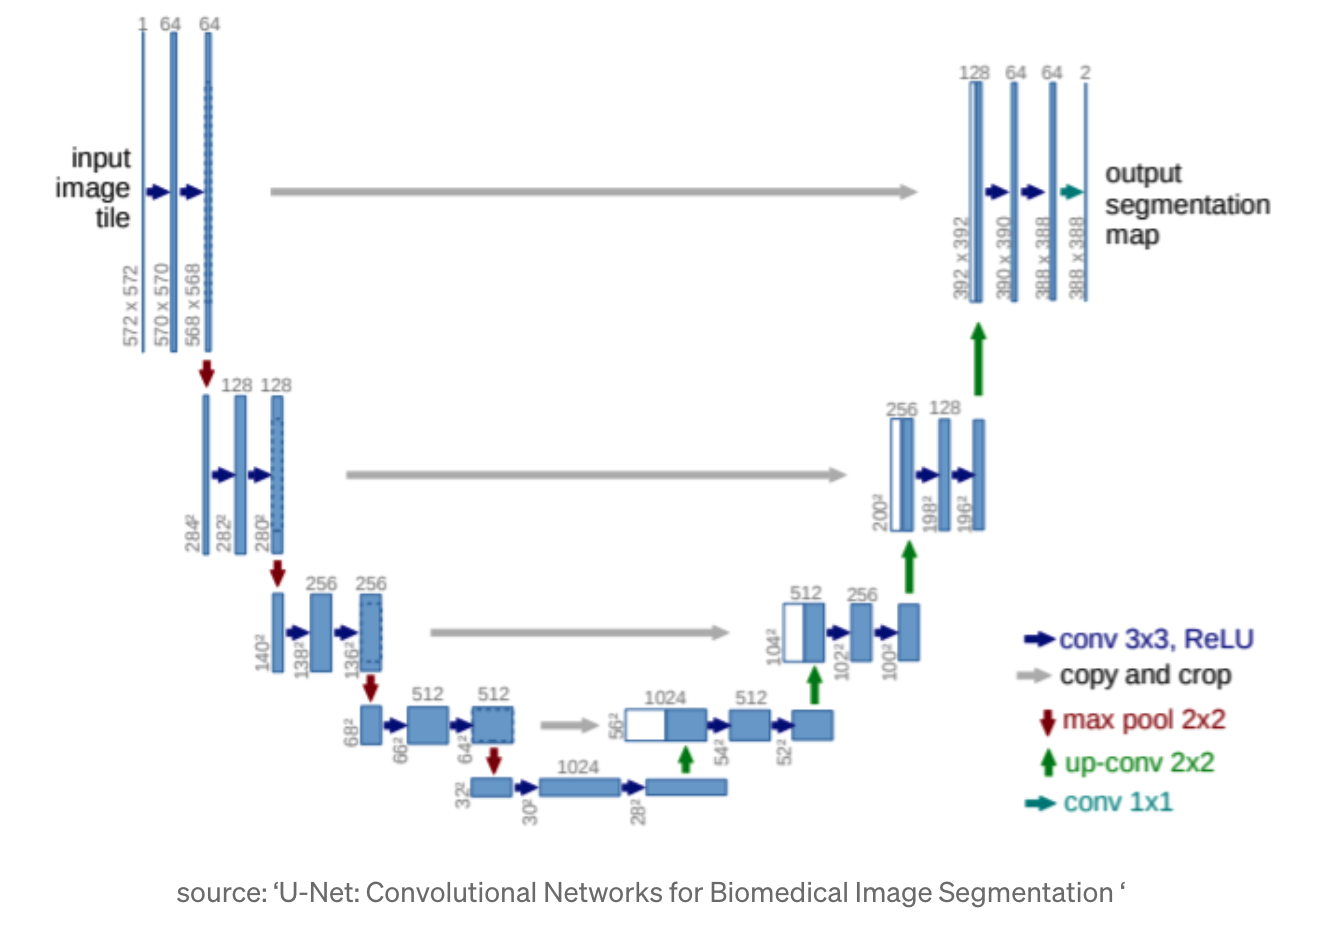 1 64 64
input
image
tile
572 x 572
570 x 570
568 x 568
128 64 64 2
output
segmentation
map
392 x 392
390 x 390
388 x 388
388 x 388
128 128
284²
282²
280²
256 128
200²
198²
196²
256 256
140²
138²
136²
512 256
104²
102²
100²
512 512
68²
66²
64²
1024 512
56²
54²
52²
1024
32²
30²
28²
conv 3x3, ReLU
copy and crop
max pool 2x2
up-conv 2x2
conv 1x1
source: ‘U-Net: Convolutional Networks for Biomedical Image Segmentation ‘